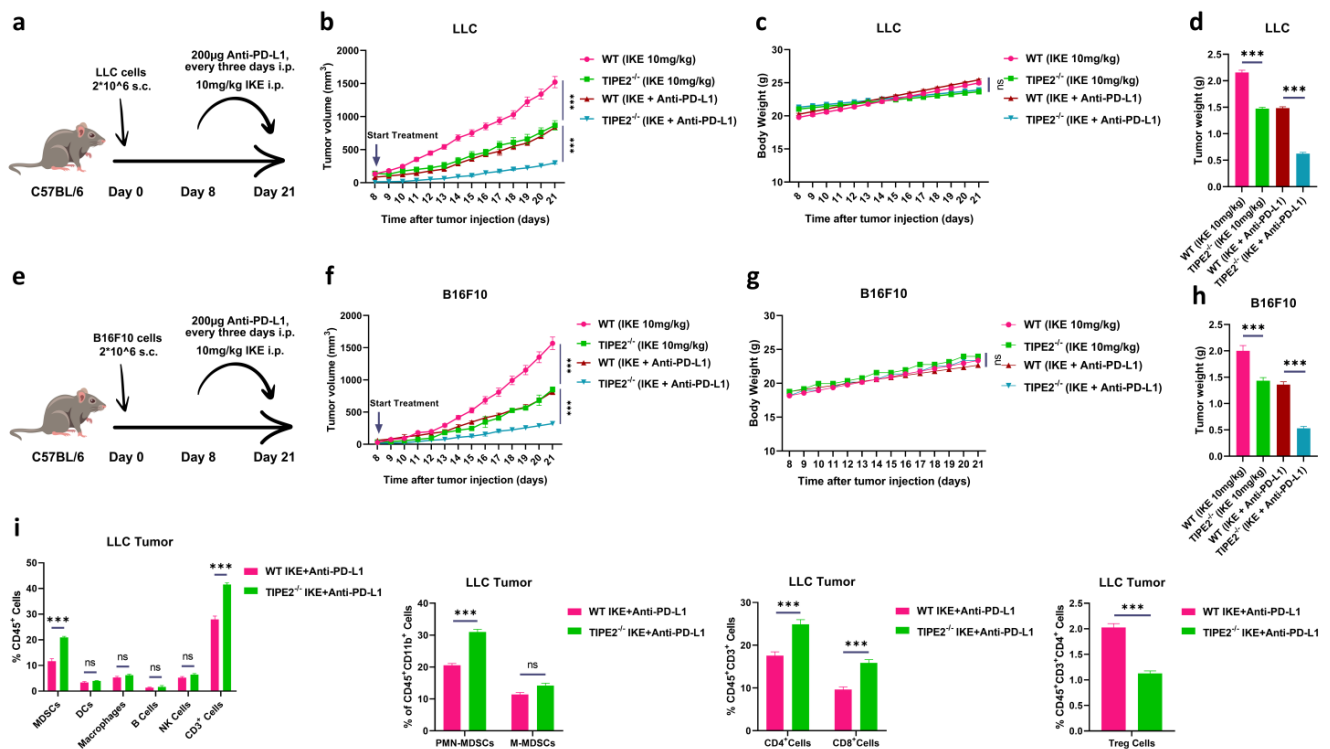 a
LLC cells
2*10^6 s.c.
200μg Anti-PD-L1,
every three days i.p.
10mg/kg IKE i.p.
C57BL/6
Day 0
Day 8
Day 21
b
LLC
Tumor volume (mm³)
2000
1500
1000
500
0
Start Treatment
8 9 10 11 12 13 14 15 16 17 18 19 20 21
Time after tumor injection (days)
WT (IKE 10mg/kg)
TIPE2⁻/⁻ (IKE 10mg/kg)
WT (IKE + Anti-PD-L1)
TIPE2⁻/⁻ (IKE + Anti-PD-L1)
***
***
c
LLC
Body Weight (g)
30
25
20
15
10
8 9 10 11 12 13 14 15 16 17 18 19 20 21
Time after tumor injection (days)
WT (IKE 10mg/kg)
TIPE2⁻/⁻ (IKE 10mg/kg)
WT (IKE + Anti-PD-L1)
TIPE2⁻/⁻ (IKE + Anti-PD-L1)
ns
d
LLC
Tumor weight (g)
2.5
2.0
1.5
1.0
0.5
0.0
***
***
WT (IKE 10mg/kg)
TIPE2⁻/⁻ (IKE 10mg/kg)
WT (IKE + Anti-PD-L1)
TIPE2⁻/⁻ (IKE + Anti-PD-L1)
e
B16F10 cells
2*10^6 s.c.
200μg Anti-PD-L1,
every three days i.p.
10mg/kg IKE i.p.
C57BL/6
Day 0
Day 8
Day 21
f
B16F10
Tumor volume (mm³)
2000
1500
1000
500
0
Start Treatment
8 9 10 11 12 13 14 15 16 17 18 19 20 21
Time after tumor injection (days)
WT (IKE 10mg/kg)
TIPE2⁻/⁻ (IKE 10mg/kg)
WT (IKE + Anti-PD-L1)
TIPE2⁻/⁻ (IKE + Anti-PD-L1)
***
***
g
B16F10
Body Weight (g)
30
25
20
15
10
8 9 10 11 12 13 14 15 16 17 18 19 20 21
Time after tumor injection (days)
WT (IKE 10mg/kg)
TIPE2⁻/⁻ (IKE 10mg/kg)
WT (IKE + Anti-PD-L1)
TIPE2⁻/⁻ (IKE + Anti-PD-L1)
ns
h
B16F10
Tumor weight (g)
2.5
2.0
1.5
1.0
0.5
0.0
***
***
WT (IKE 10mg/kg)
TIPE2⁻/⁻ (IKE 10mg/kg)
WT (IKE + Anti-PD-L1)
TIPE2⁻/⁻ (IKE + Anti-PD-L1)
i
LLC Tumor
% CD45⁺ Cells
50
40
30
20
10
0
***
ns
ns
ns
ns
***
MDSCs
DCs
Macrophages
B Cells
NK Cells
CD3⁺ Cells
WT IKE+Anti-PD-L1
TIPE2⁻/⁻ IKE+Anti-PD-L1
LLC Tumor
% of CD45⁺CD11b⁺ Cells
40
30
20
10
0
***
ns
PMN-MDSCs
M-MDSCs
WT IKE+Anti-PD-L1
TIPE2⁻/⁻ IKE+Anti-PD-L1
LLC Tumor
% CD45⁺CD3⁺ Cells
30
25
20
15
10
5
0
***
***
CD4⁺Cells
CD8⁺Cells
WT IKE+Anti-PD-L1
TIPE2⁻/⁻ IKE+Anti-PD-L1
LLC Tumor
% CD45⁺CD3⁺CD4⁺ Cells
2.5
2.0
1.5
1.0
0.5
0.0
***
Treg Cells
WT IKE+Anti-PD-L1
TIPE2⁻/⁻ IKE+Anti-PD-L1